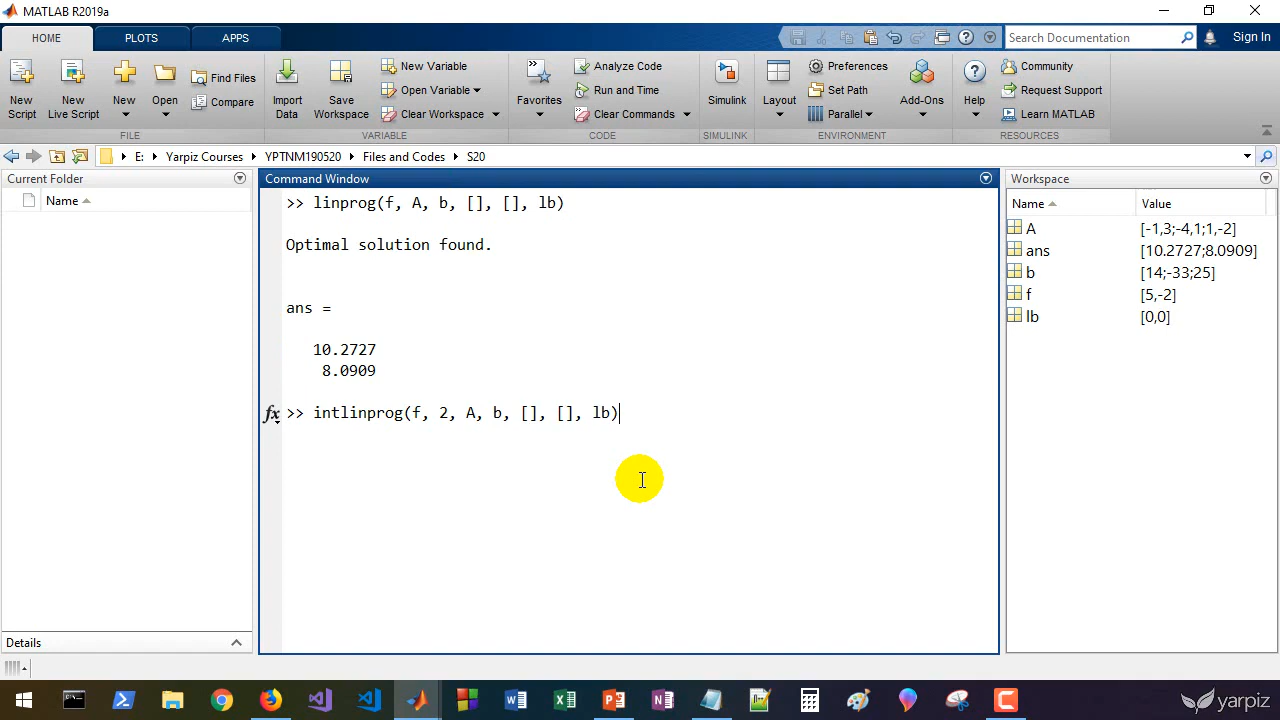 MATLAB R2019a
HOME PLOTS APPS
Search Documentation
Sign In
New Script
New Live Script
New
Open
Find Files
Compare
Import Data
Save Workspace
New Variable
Open Variable
Clear Workspace
Favorites
Analyze Code
Run and Time
Clear Commands
Simulink
Layout
Preferences
Set Path
Parallel
Add-Ons
Help
Community
Request Support
Learn MATLAB
FILE VARIABLE CODE SIMULINK ENVIRONMENT RESOURCES
E: Yarpiz Courses YPTNM190520 Files and Codes S20
Current Folder
Name
Details
Command Window
>> linprog(f, A, b, [], [], lb)
Optimal solution found.
ans =
10.2727
8.0909
fx >> intlinprog(f, 2, A, b, [], [], lb)
Workspace
Name Value
A [-1,3;-4,1;1,-2]
ans [10.2727;8.0909]
b [14;-33;25]
f [5,-2]
lb [0,0]
yarpiz